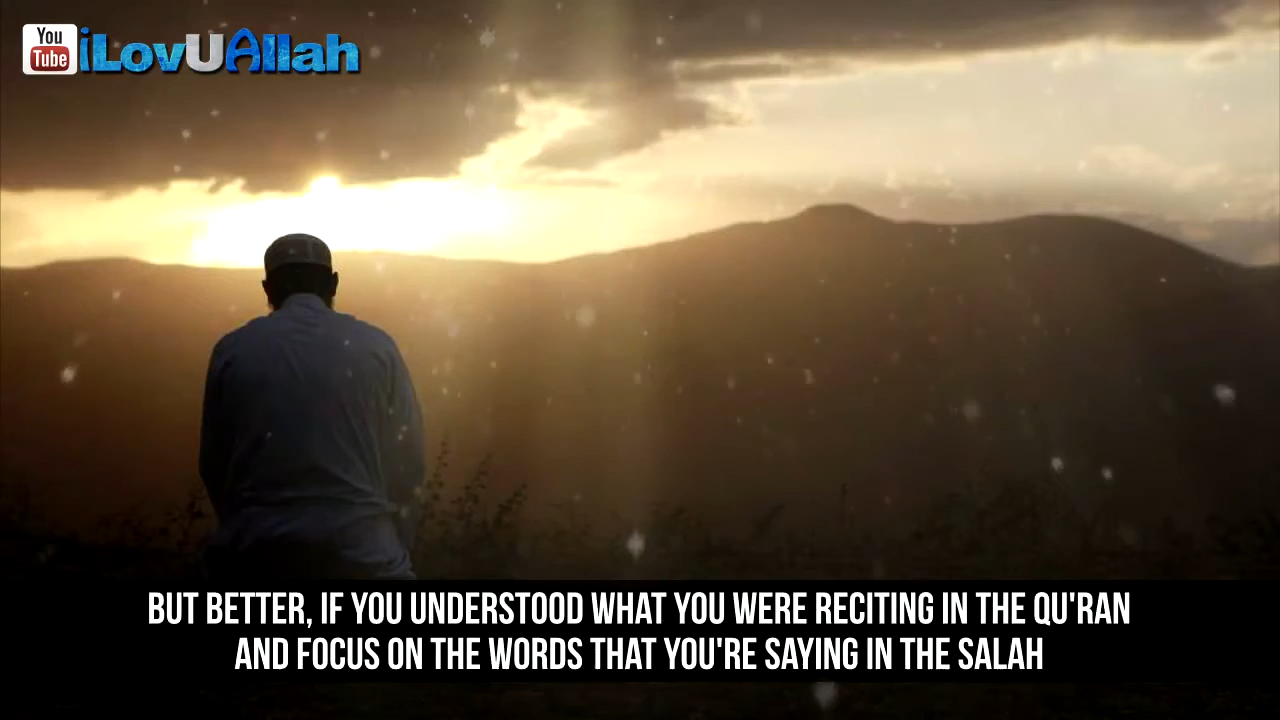 You
Tube
iLovUAllah
BUT BETTER, IF YOU UNDERSTOOD WHAT YOU WERE RECITING IN THE QU'RAN
AND FOCUS ON THE WORDS THAT YOU'RE SAYING IN THE SALAH